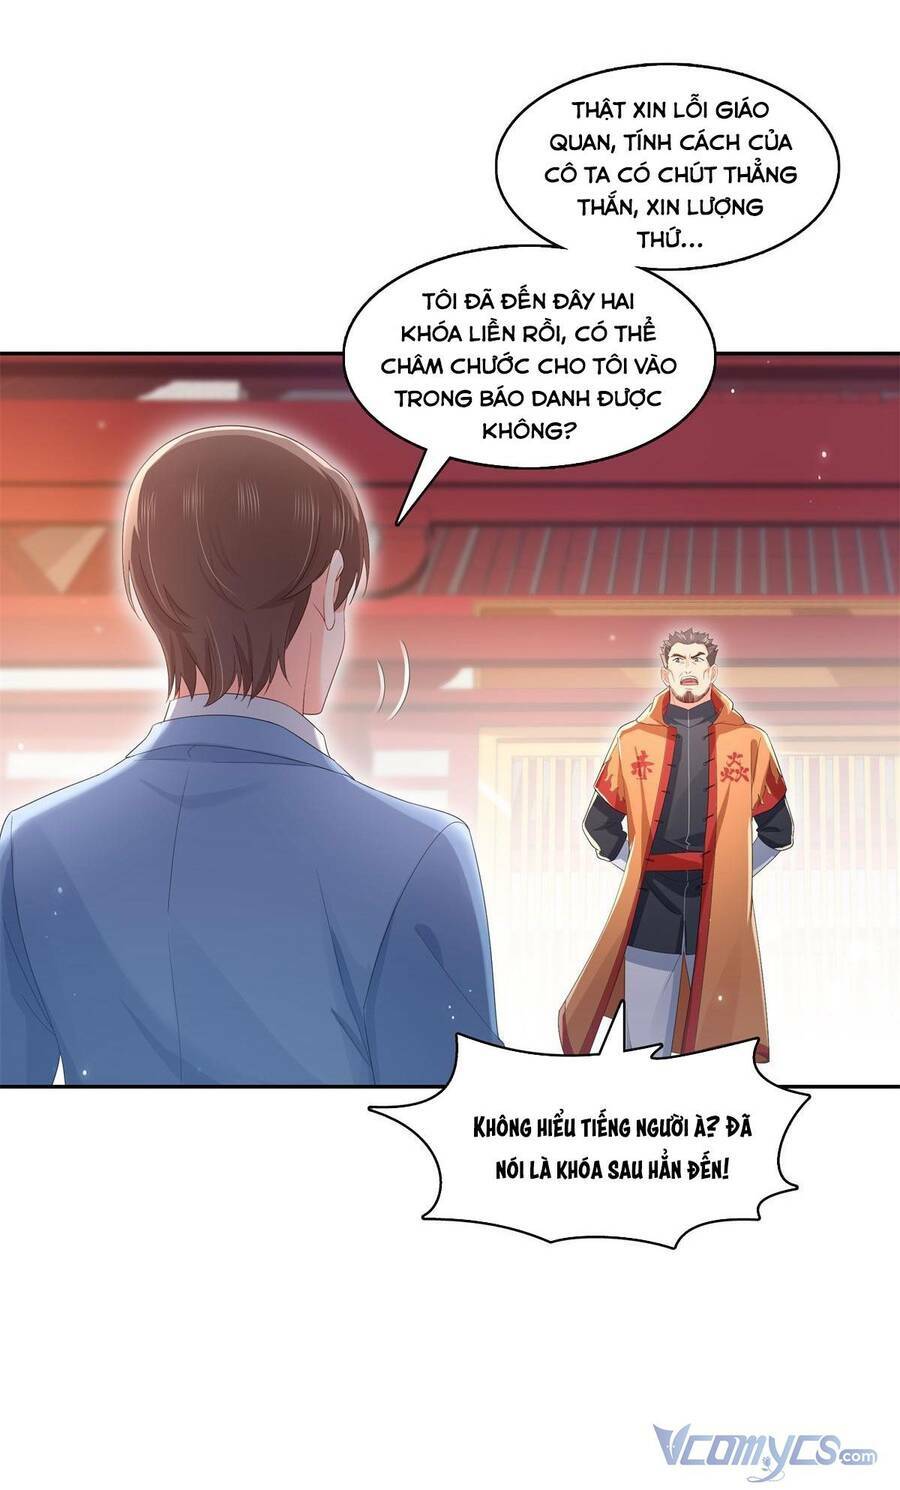 THẬT XIN LỖI GIÁO
QUAN, TÍNH CÁCH CỦA
CÔ TA CÓ CHÚT THẲNG
THẮN, XIN LƯỢNG
THỨ...
TÔI ĐÃ ĐẾN ĐÂY HAI
KHÓA LIỀN RỒI, CÓ THỂ
CHÂM CHƯỚC CHO TÔI VÀO
TRONG BÁO DANH ĐƯỢC
KHÔNG?
KHÔNG HIỂU TIẾNG NGƯỜI À? ĐÃ
NÓI LÀ KHÓA SAU HẲN ĐẾN!
VCOMYCS.com